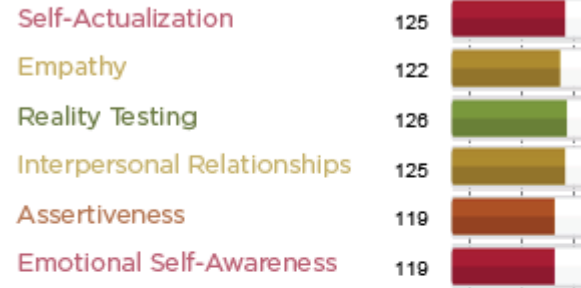 Self-Actualization 125
Empathy 122
Reality Testing 126
Interpersonal Relationships 125
Assertiveness 119
Emotional Self-Awareness 119